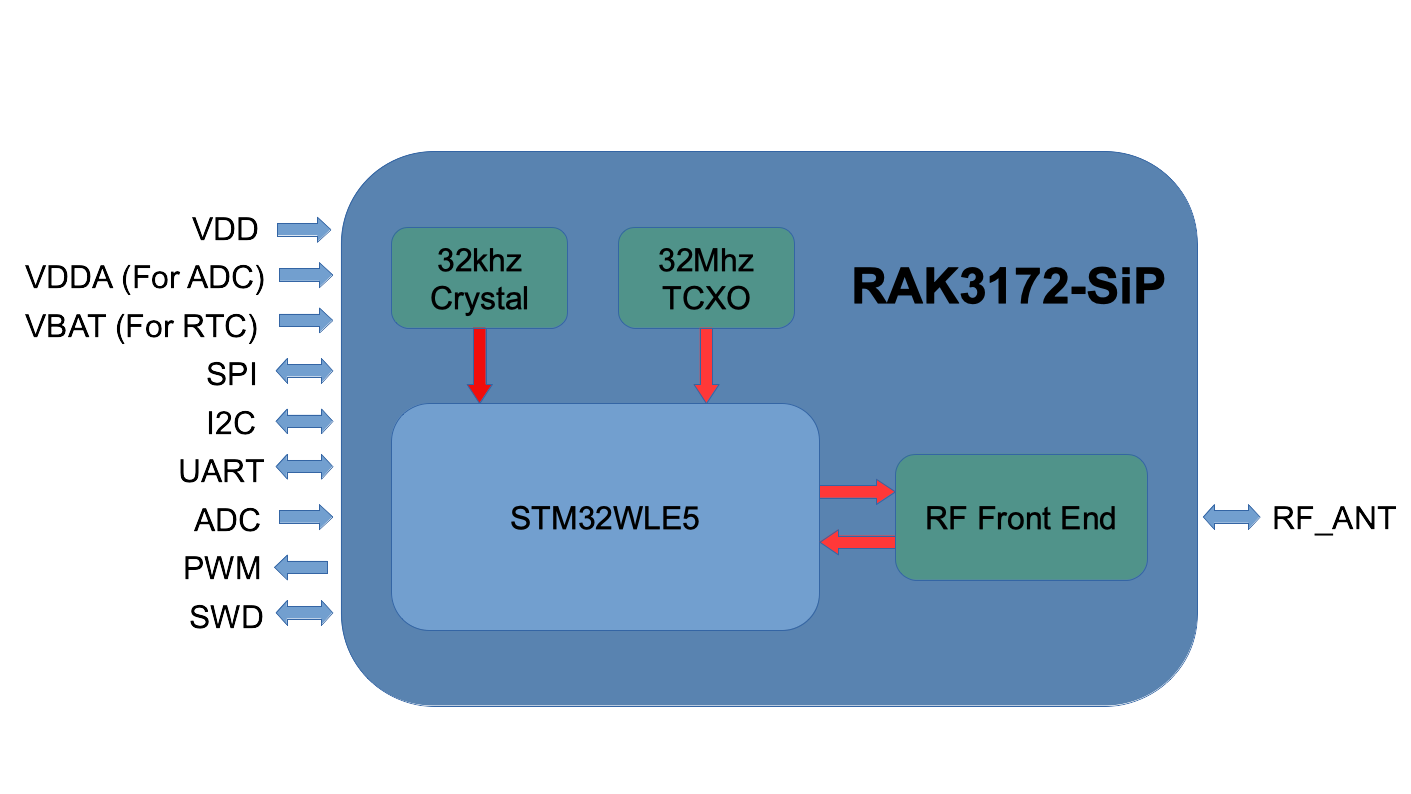 VDD
VDDA (For ADC)
VBAT (For RTC)
SPI
I2C
UART
ADC
PWM
SWD
32khz
Crystal
32Mhz
TCXO
RAK3172-SiP
STM32WLE5
RF Front End
RF_ANT